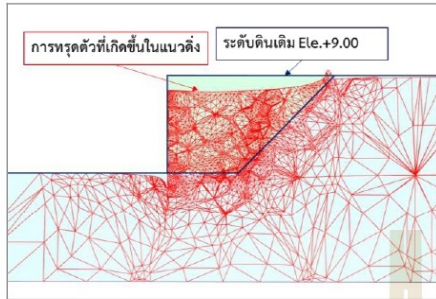 การทรุดตัวที่เกิดขึ้นในแนวดิ่ง
ระดับดินเดิม Ele.+9.00